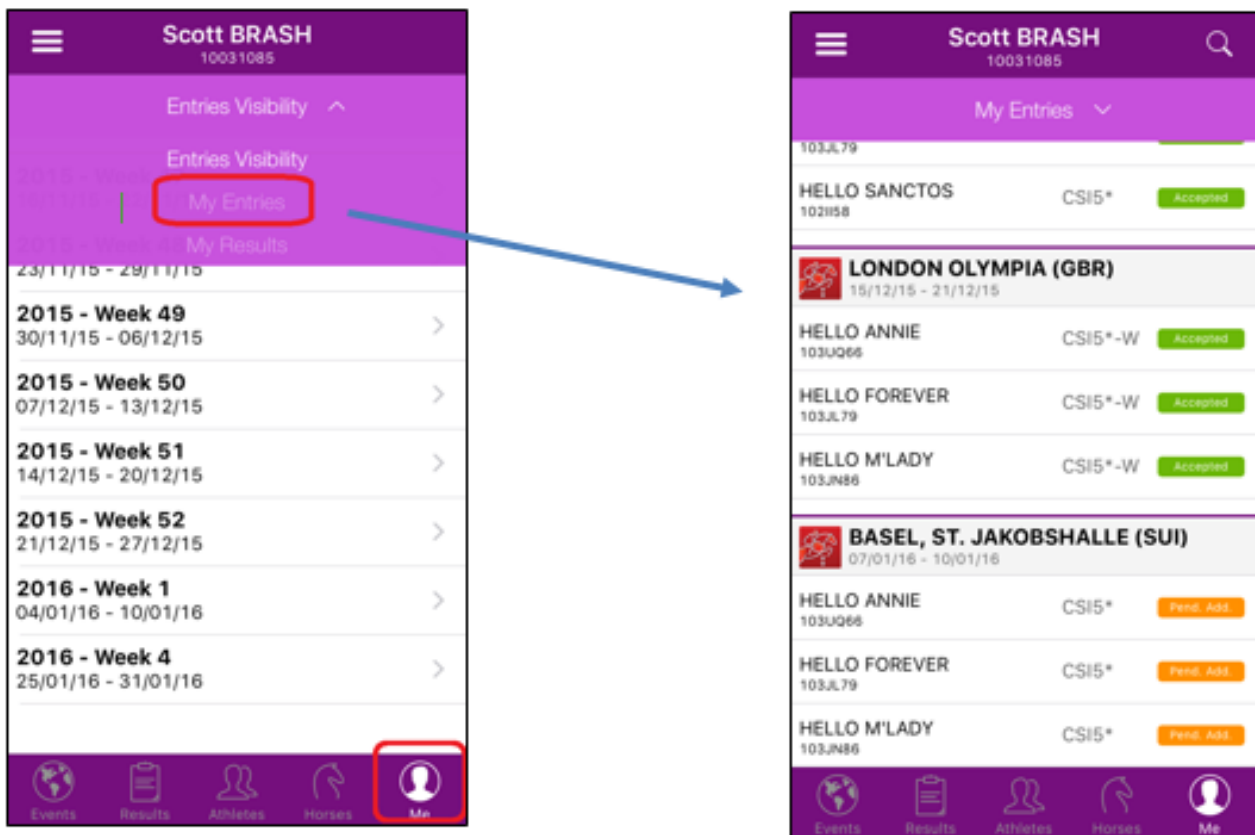 Scott BRASH
10031085
Entries Visibility
Entries Visibility
My Entries
My Results
23/11/15 - 29/11/15
2015 - Week 49
30/11/15 - 06/12/15
2015 - Week 50
07/12/15 - 13/12/15
2015 - Week 51
14/12/15 - 20/12/15
2015 - Week 52
21/12/15 - 27/12/15
2016 - Week 1
04/01/16 - 10/01/16
2016 - Week 4
25/01/16 - 31/01/16
Events Results Athletes Horses Me
Scott BRASH
10031085
My Entries
103JL79
HELLO SANCTOS CSI5* Accepted
102II58
LONDON OLYMPIA (GBR)
15/12/15 - 21/12/15
HELLO ANNIE CSI5*-W Accepted
103UQ66
HELLO FOREVER CSI5*-W Accepted
103JL79
HELLO M'LADY CSI5*-W Accepted
103JN86
BASEL, ST. JAKOBSHALLE (SUI)
07/01/16 - 10/01/16
HELLO ANNIE CSI5* Pend. Add.
103UQ66
HELLO FOREVER CSI5* Pend. Add.
103JL79
HELLO M'LADY CSI5* Pend. Add.
103JN86
Events Results Athletes Horses Me